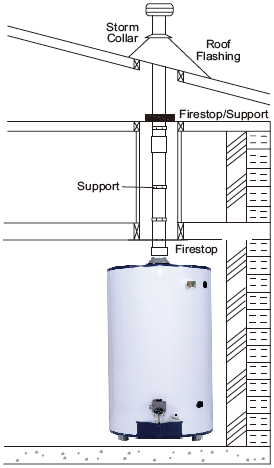 Storm
Collar
Roof
Flashing
Firestop/Support
Support
Firestop